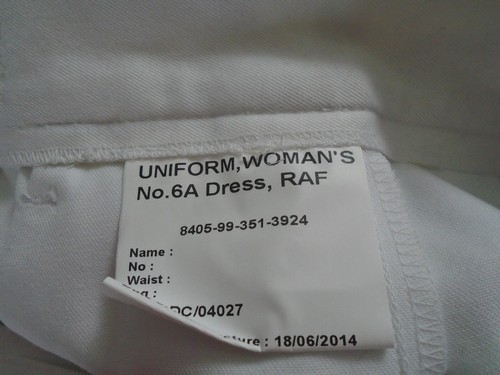 UNIFORM,WOMAN'S
No.6A Dress, RAF
8405-99-351-3924
Name :
No :
Waist :
DC/04027
: 18/06/2014